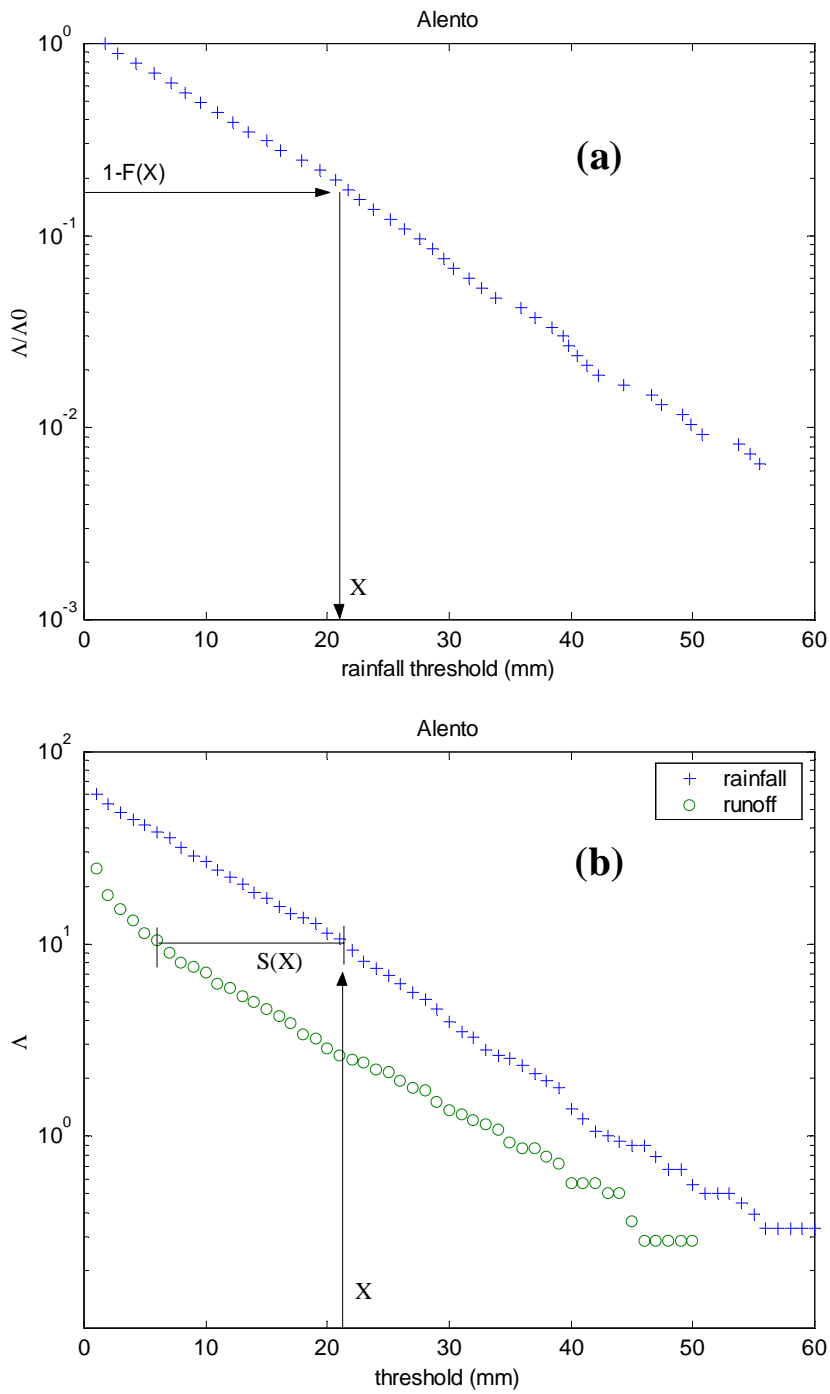 Alento
10^0
1-F(X)
(a)
10^-1
Λ/Λ0
10^-2
X
10^-3
0 10 20 30 40 50 60
rainfall threshold (mm)
Alento
10^2
rainfall
runoff
(b)
10^1
S(X)
Λ
10^0
X
0 10 20 30 40 50 60
threshold (mm)